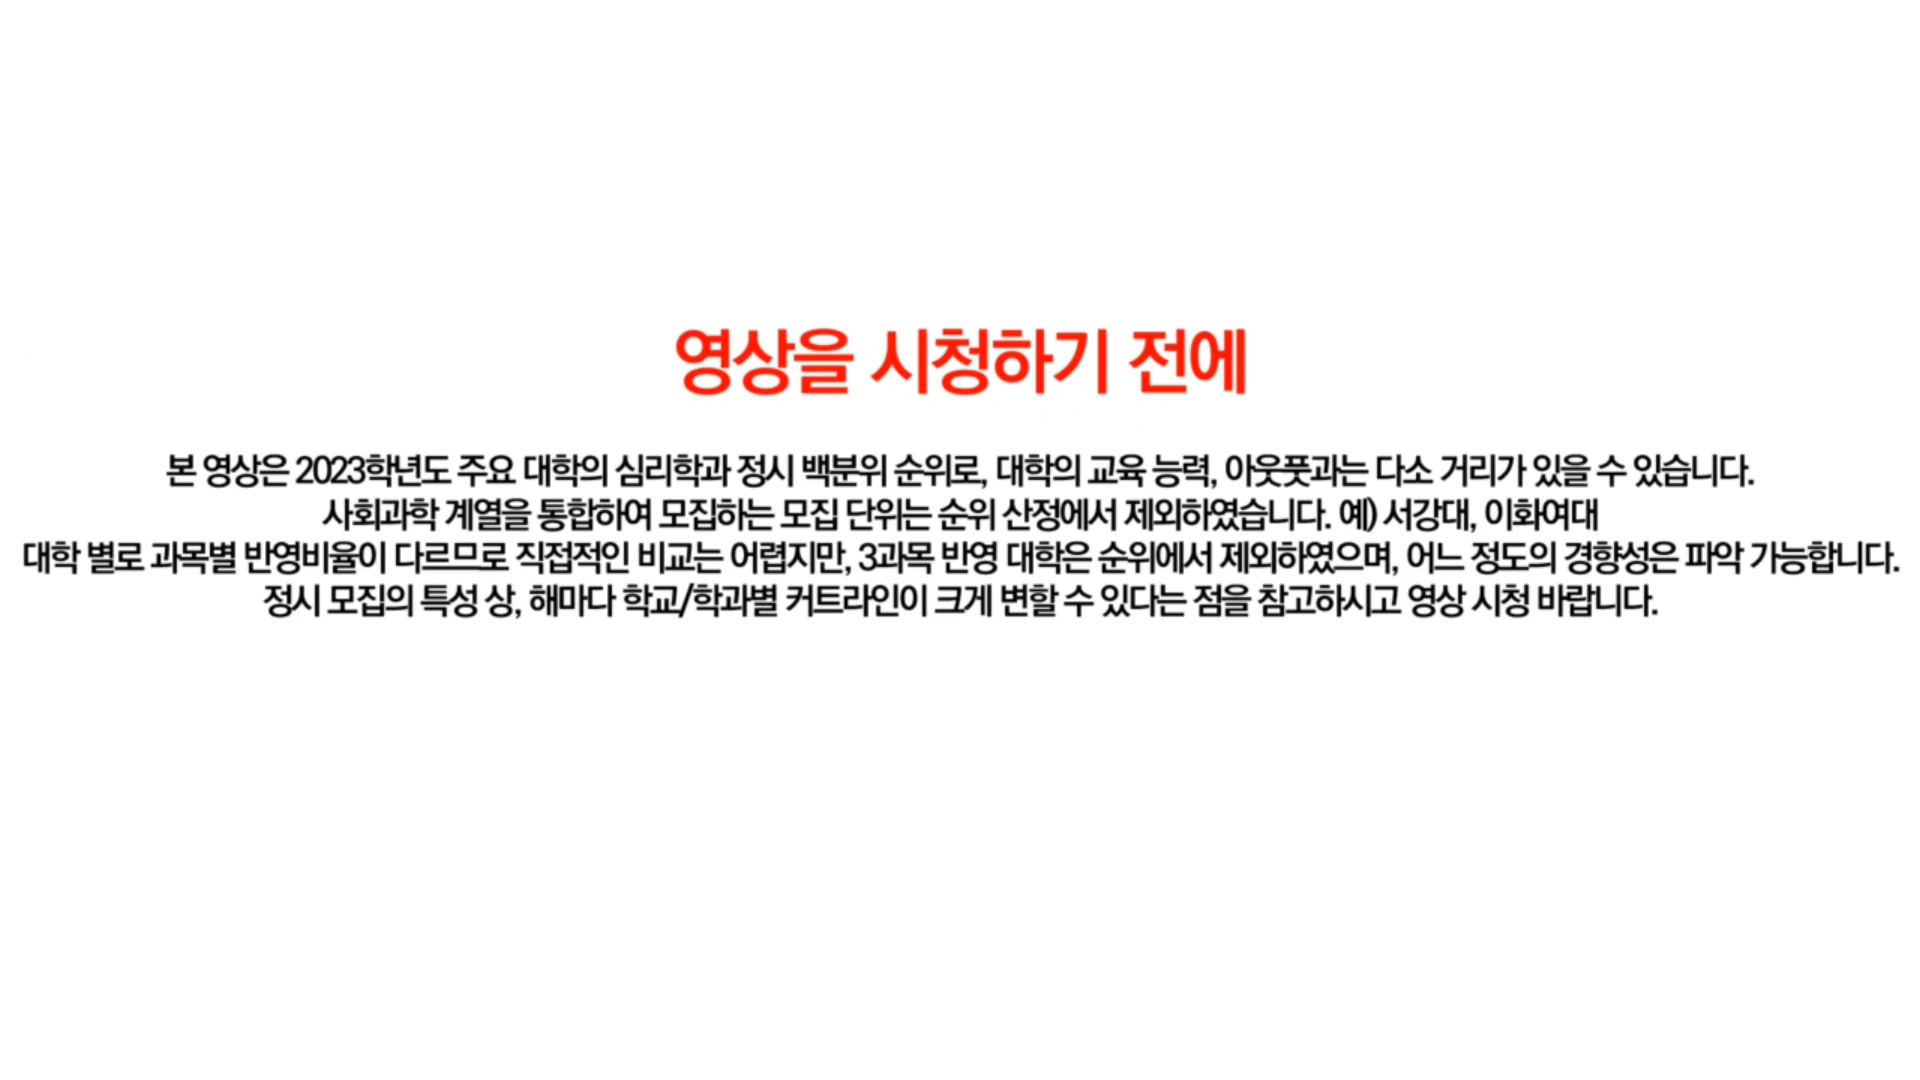 영상을 시청하기 전에
본 영상은 2023학년도 주요 대학의 심리학과 정시 백분위 순위로, 대학의 교육 능력, 아웃풋과는 다소 거리가 있을 수 있습니다.
사회과학 계열을 통합하여 모집하는 모집 단위는 순위 산정에서 제외하였습니다. 예) 서강대, 이화여대
대학 별로 과목별 반영비율이 다르므로 직접적인 비교는 어렵지만, 3과목 반영 대학은 순위에서 제외하였으며, 어느 정도의 경향성은 파악 가능합니다.
정시 모집의 특성 상, 해마다 학교/학과별 커트라인이 크게 변할 수 있다는 점을 참고하시고 영상 시청 바랍니다.